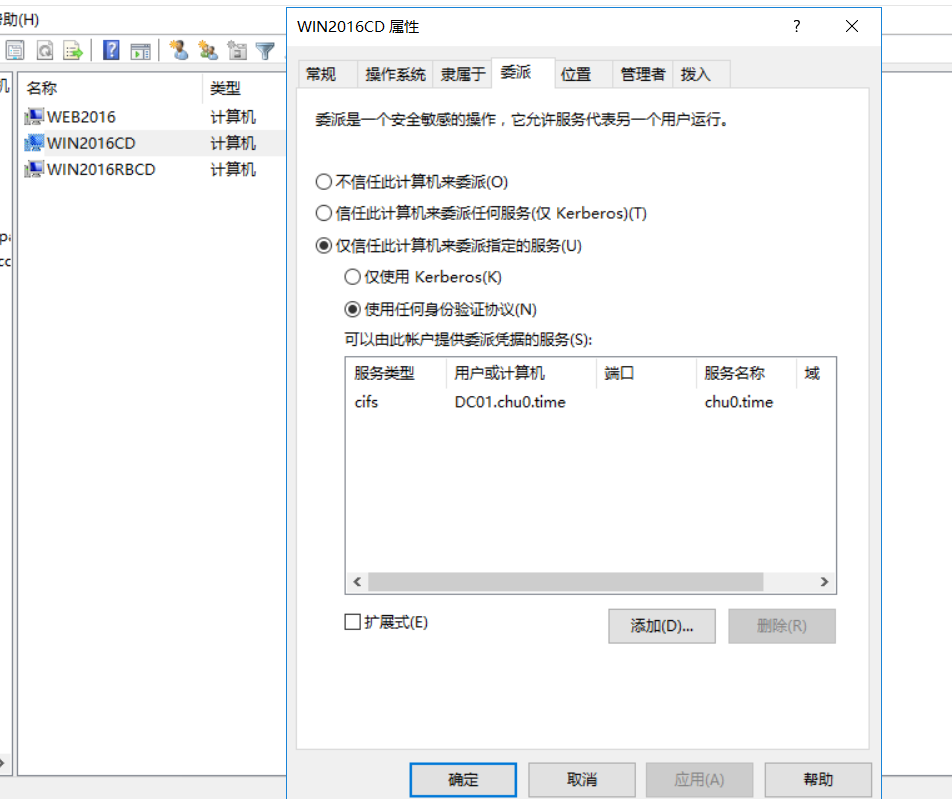 帮助(H)
WIN2016CD 属性
?
名称 类型
WEB2016 计算机
WIN2016CD 计算机
WIN2016RBCD 计算机
常规 操作系统 隶属于 委派 位置 管理者 拨入
委派是一个安全敏感的操作，它允许服务代表另一个用户运行。
不信任此计算机来委派(O)
信任此计算机来委派任何服务(仅 Kerberos)(T)
仅信任此计算机来委派指定的服务(U)
仅使用 Kerberos(K)
使用任何身份验证协议(N)
可以由此帐户提供委派凭据的服务(S):
服务类型 用户或计算机 端口 服务名称 域
cifs DC01.chu0.time chu0.time
扩展式(E)
添加(D)... 删除(R)
确定 取消 应用(A) 帮助